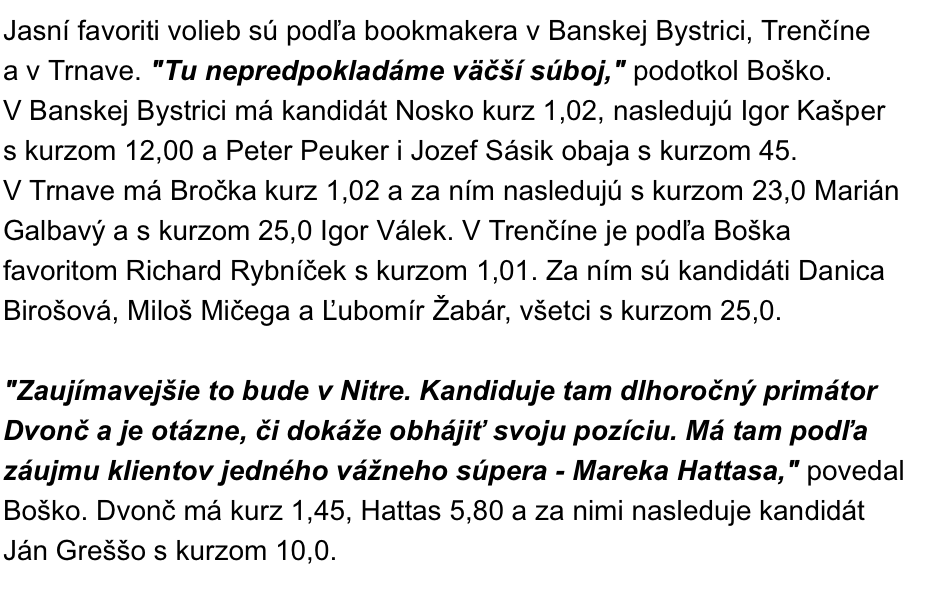 Jasní favoriti volieb sú podľa bookmakera v Banskej Bystrici, Trenčíne
a v Trnave. "Tu nepredpokladáme väčší súboj," podotkol Boško.
V Banskej Bystrici má kandidát Nosko kurz 1,02, nasledujú Igor Kašper
s kurzom 12,00 a Peter Peuker i Jozef Sásik obaja s kurzom 45.
V Trnave má Bročka kurz 1,02 a za ním nasledujú s kurzom 23,0 Marián
Galbavý a s kurzom 25,0 Igor Válek. V Trenčíne je podľa Boška
favoritom Richard Rybníček s kurzom 1,01. Za ním sú kandidáti Danica
Birošová, Miloš Mičega a Ľubomír Žabár, všetci s kurzom 25,0.
"Zaujímavejšie to bude v Nitre. Kandiduje tam dlhoročný primátor
Dvonč a je otázne, či dokáže obhájiť svoju pozíciu. Má tam podľa
záujmu klientov jedného vážneho súpera - Mareka Hattasa," povedal
Boško. Dvonč má kurz 1,45, Hattas 5,80 a za nimi nasleduje kandidát
Ján Greššo s kurzom 10,0.